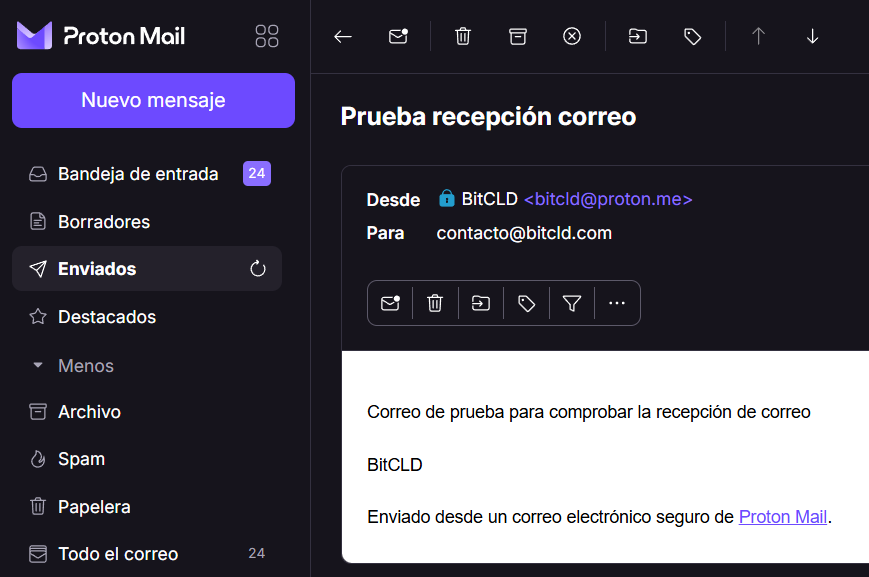 Proton Mail
Nuevo mensaje
Bandeja de entrada 24
Borradores
Enviados
Destacados
Menos
Archivo
Spam
Papelera
Todo el correo 24
Prueba recepción correo
Desde BitCLD <bitcld@proton.me>
Para contacto@bitcld.com
Correo de prueba para comprobar la recepción de correo
BitCLD
Enviado desde un correo electrónico seguro de Proton Mail.